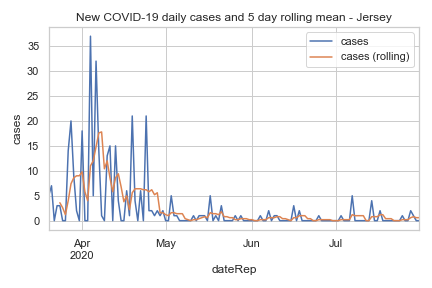 New COVID-19 daily cases and 5 day rolling mean - Jersey
cases
cases (rolling)
35
30
25
20
15
10
5
0
cases
Apr
2020
May
Jun
Jul
dateRep